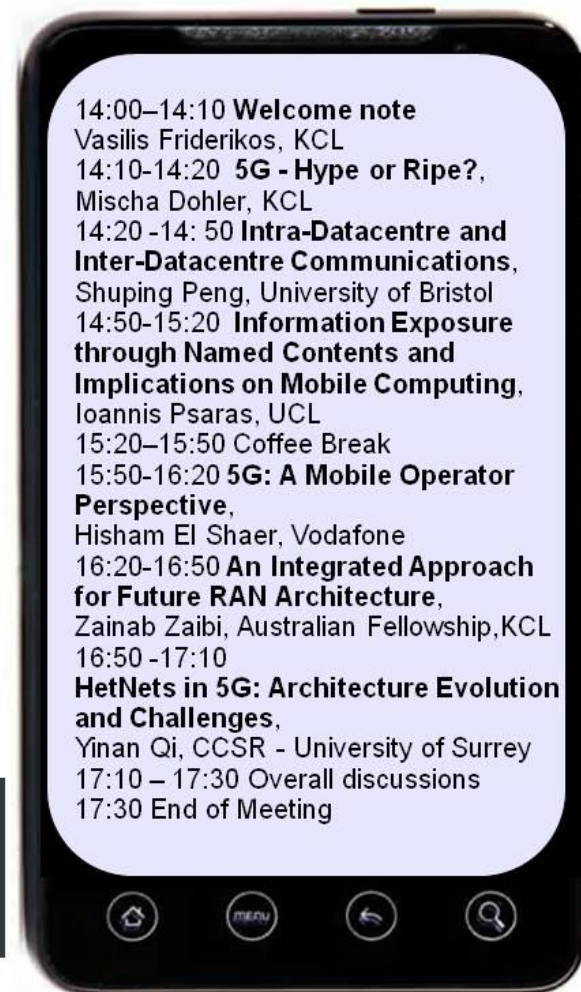 14:00–14:10 Welcome note
Vasilis Friderikos, KCL
14:10-14:20 5G - Hype or Ripe?,
Mischa Dohler, KCL
14:20 -14: 50 Intra-Datacentre and
Inter-Datacentre Communications,
Shuping Peng, University of Bristol
14:50-15:20 Information Exposure
through Named Contents and
Implications on Mobile Computing,
Ioannis Psaras, UCL
15:20–15:50 Coffee Break
15:50-16:20 5G: A Mobile Operator
Perspective,
Hisham El Shaer, Vodafone
16:20-16:50 An Integrated Approach
for Future RAN Architecture,
Zainab Zaibi, Australian Fellowship,KCL
16:50 -17:10
HetNets in 5G: Architecture Evolution
and Challenges,
Yinan Qi, CCSR - University of Surrey
17:10 – 17:30 Overall discussions
17:30 End of Meeting
MENU